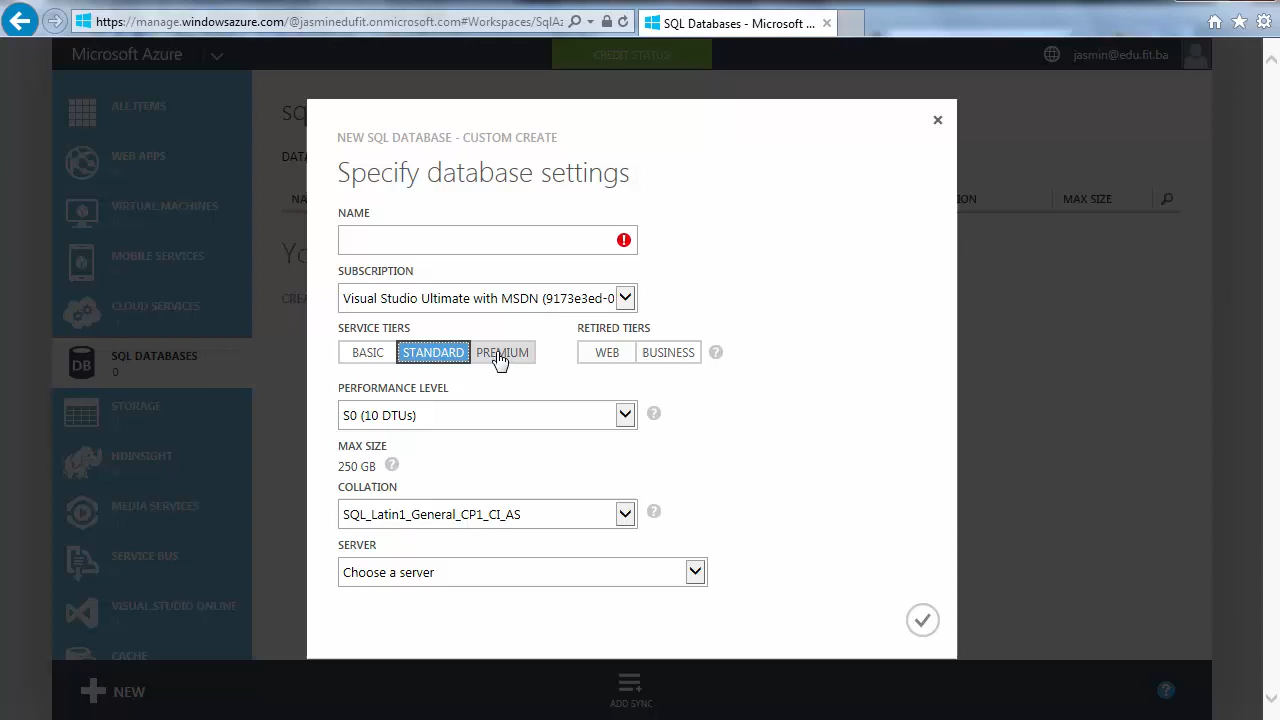 https://manage.windowsazure.com/@jasminedufit.onmicrosoft.com#Workspaces/SqlAz
SQL Databases - Microsoft ...
Microsoft Azure
CREDIT STATUS
jasmin@edu.fit.ba
ALL ITEMS
WEB APPS
VIRTUAL MACHINES
MOBILE SERVICES
CLOUD SERVICES
SQL DATABASES
0
STORAGE
HDINSIGHT
MEDIA SERVICES
SERVICE BUS
VISUAL STUDIO ONLINE
CACHE
MAX SIZE
NEW SQL DATABASE - CUSTOM CREATE
Specify database settings
NAME
SUBSCRIPTION
Visual Studio Ultimate with MSDN (9173e3ed-0
SERVICE TIERS
RETIRED TIERS
BASIC STANDARD PREMIUM
WEB BUSINESS
PERFORMANCE LEVEL
S0 (10 DTUs)
MAX SIZE
250 GB
COLLATION
SQL_Latin1_General_CP1_CI_AS
SERVER
Choose a server
NEW
ADD SYNC